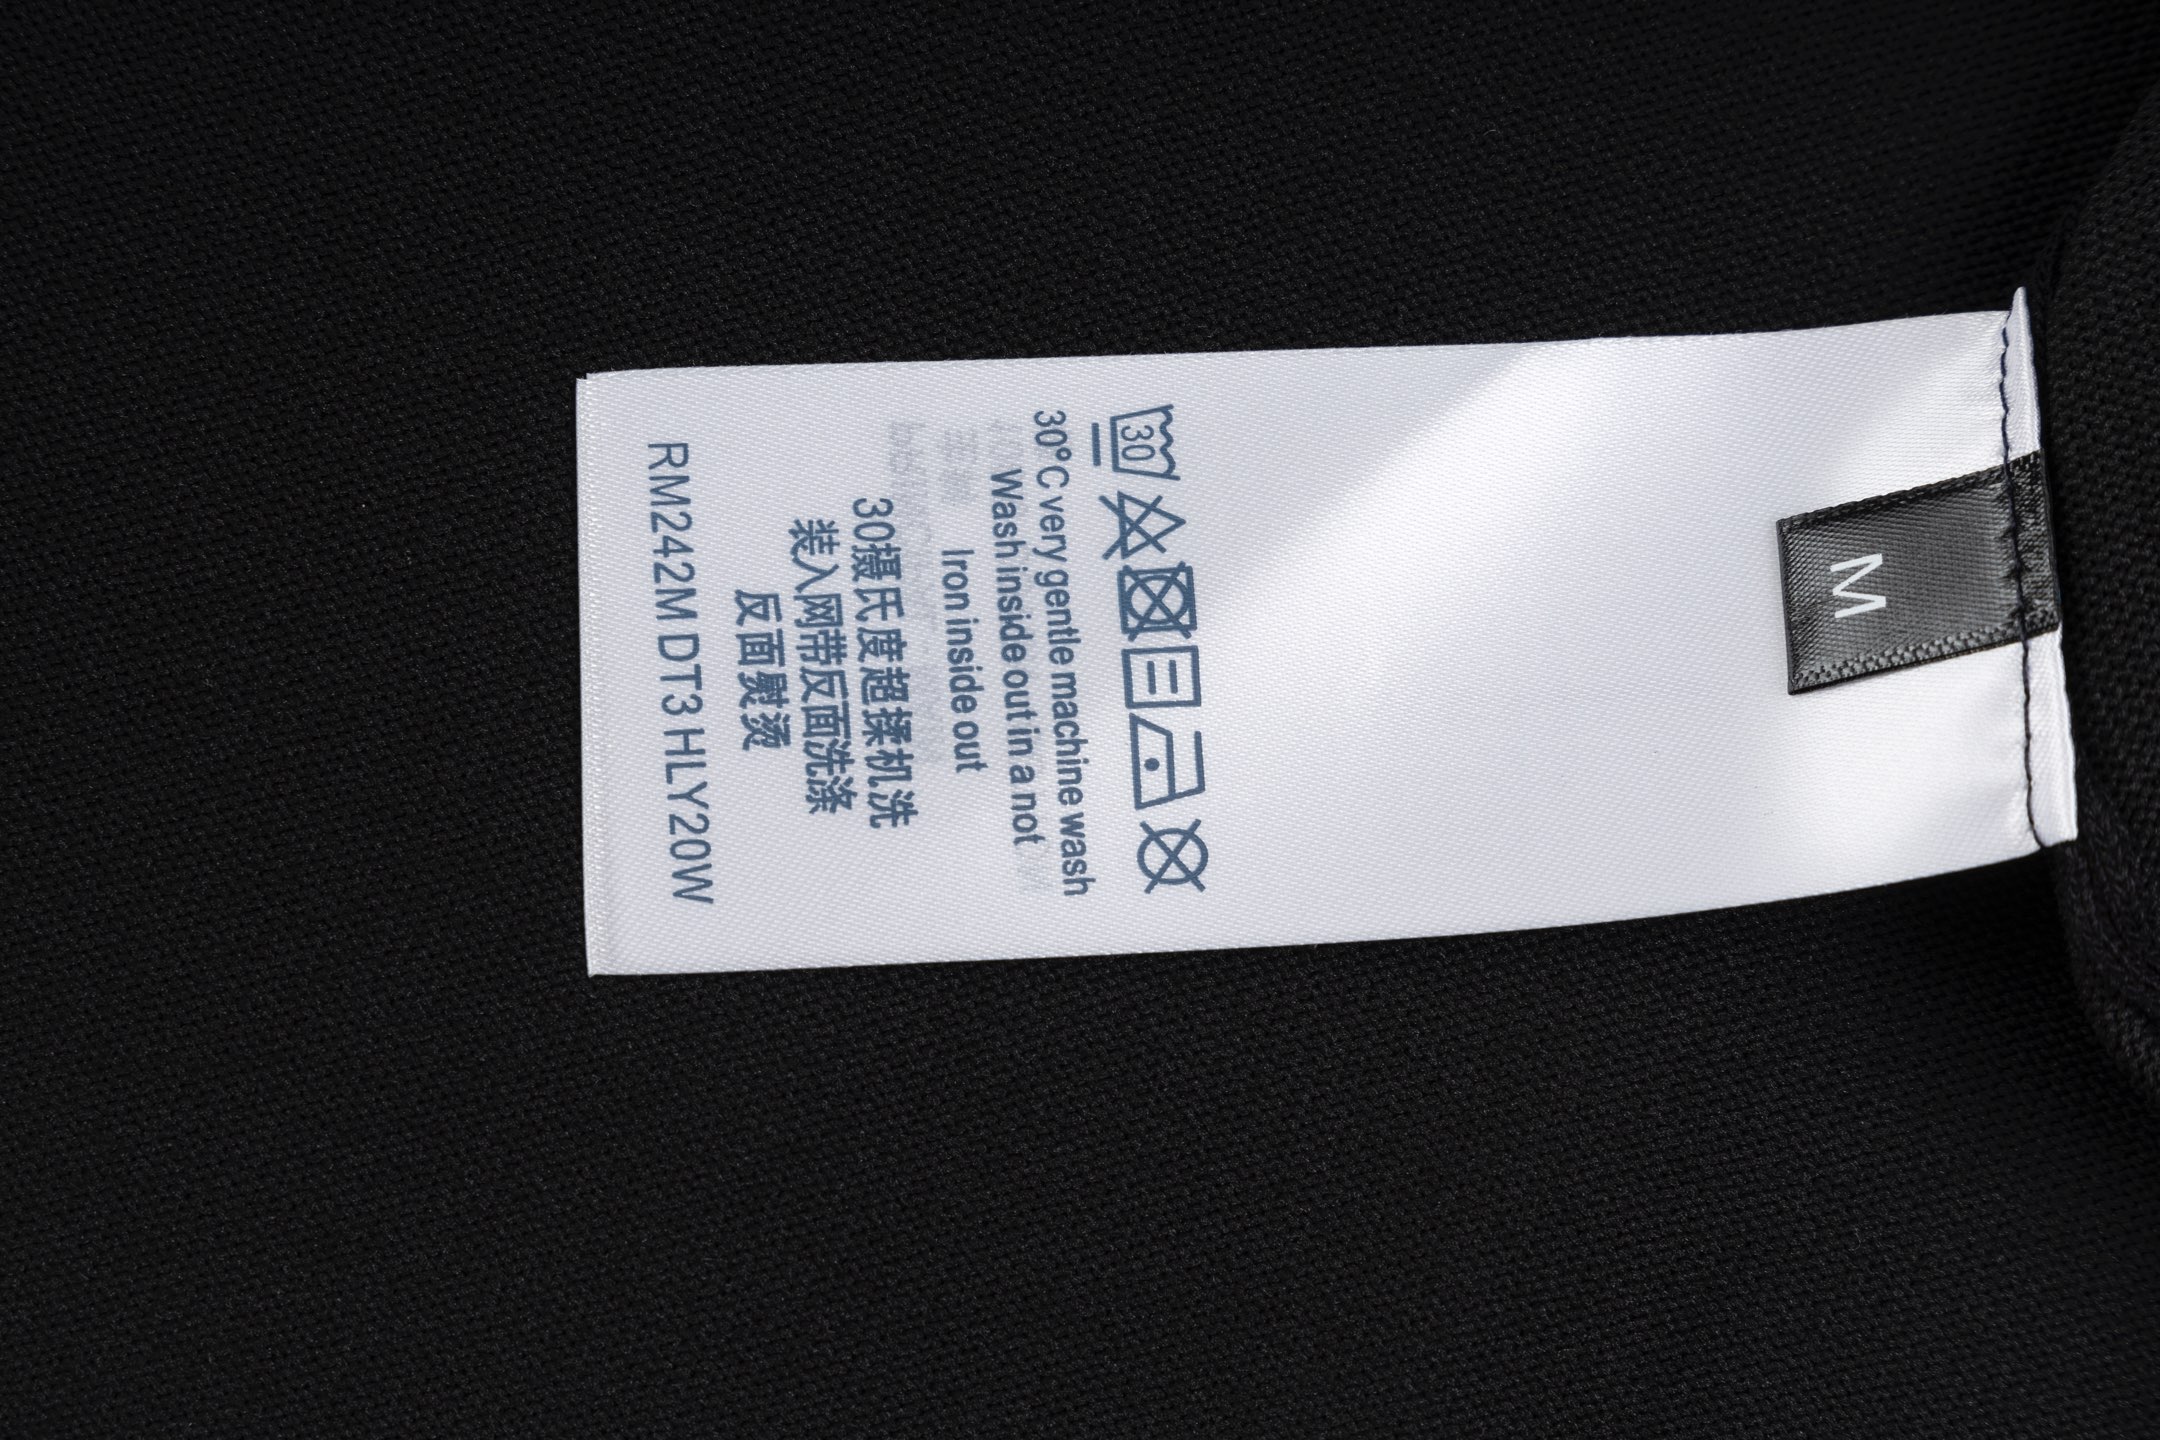 M
30
30°C very gentle machine wash
Wash inside out in a not
Iron inside out
30摄氏度超揉机洗
装入网带反面洗涤
反面熨烫
RM242M DT3 HLY20W